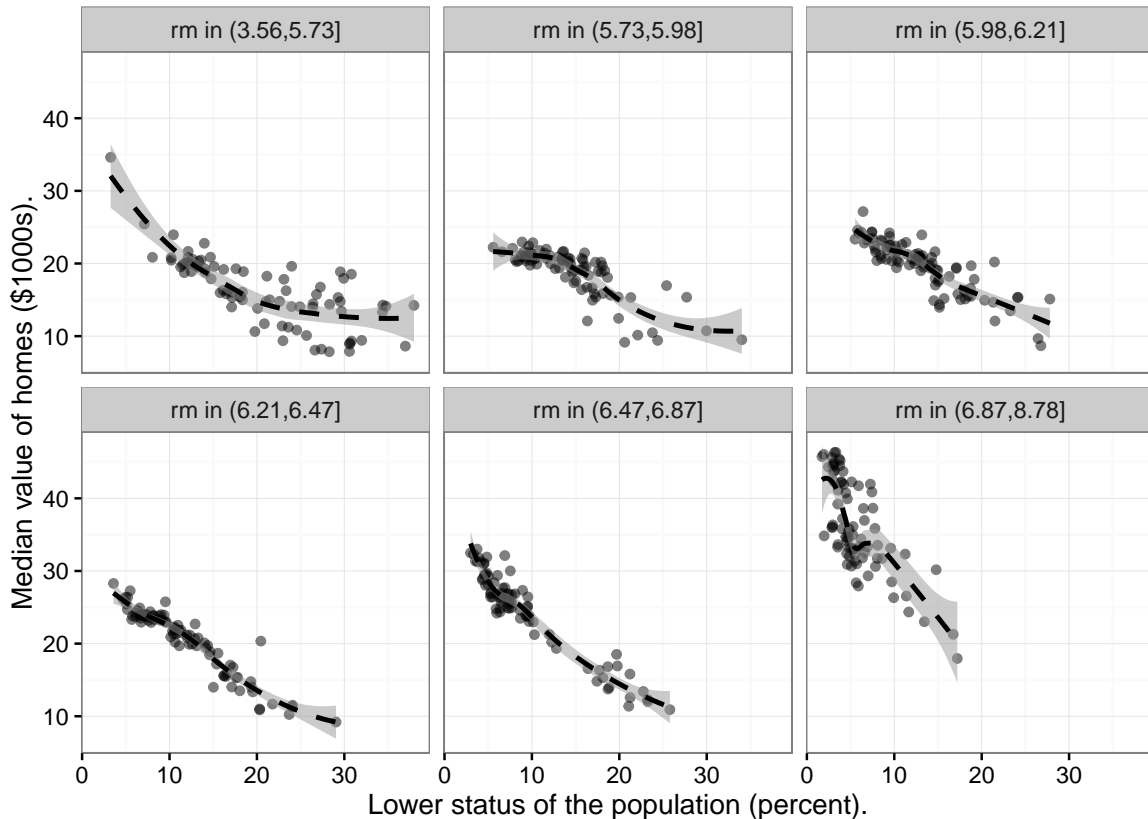 rm in (3.56,5.73]
rm in (5.73,5.98]
rm in (5.98,6.21]
40
30
20
10
rm in (6.21,6.47]
rm in (6.47,6.87]
rm in (6.87,8.78]
40
30
20
10
0
10
20
30
0
10
20
30
0
10
20
30
Median value of homes ($1000s).
Lower status of the population (percent).